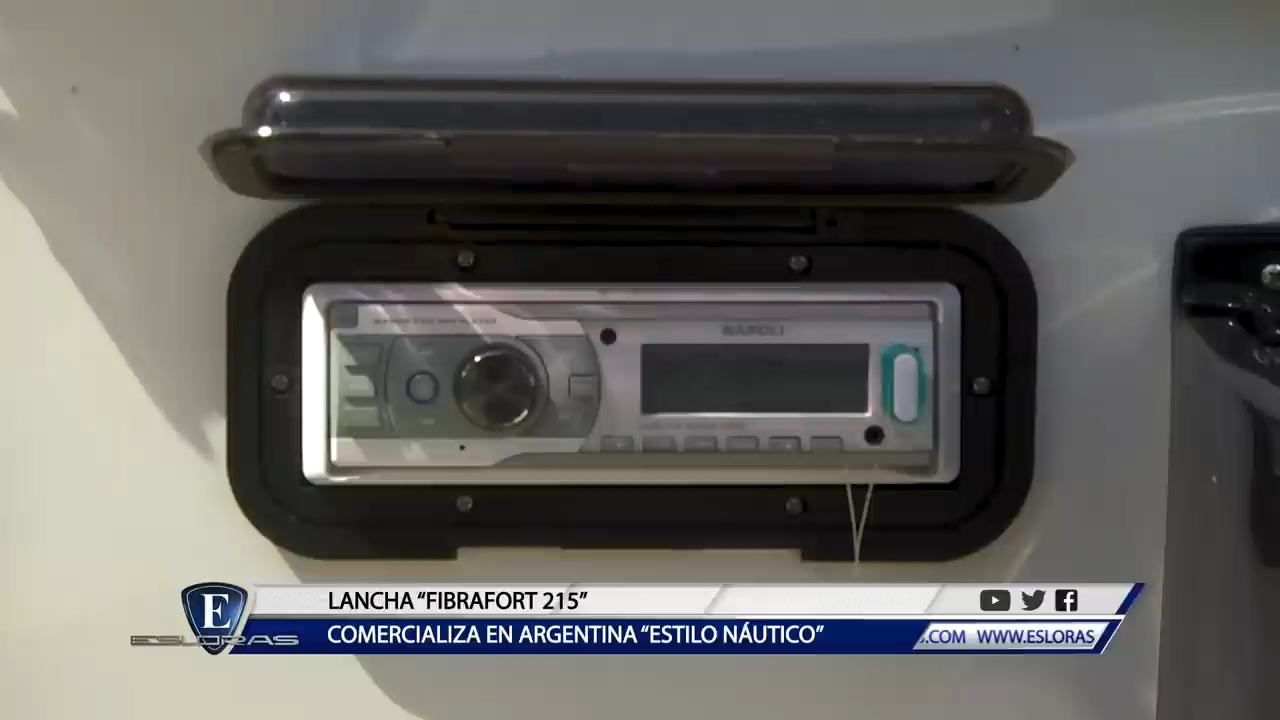 NAPOLI
LANCHA “FIBRAFORT 215”
E
ESLORAS
COMERCIALIZA EN ARGENTINA “ESTILO NÁUTICO”
.COM WWW.ESLORAS